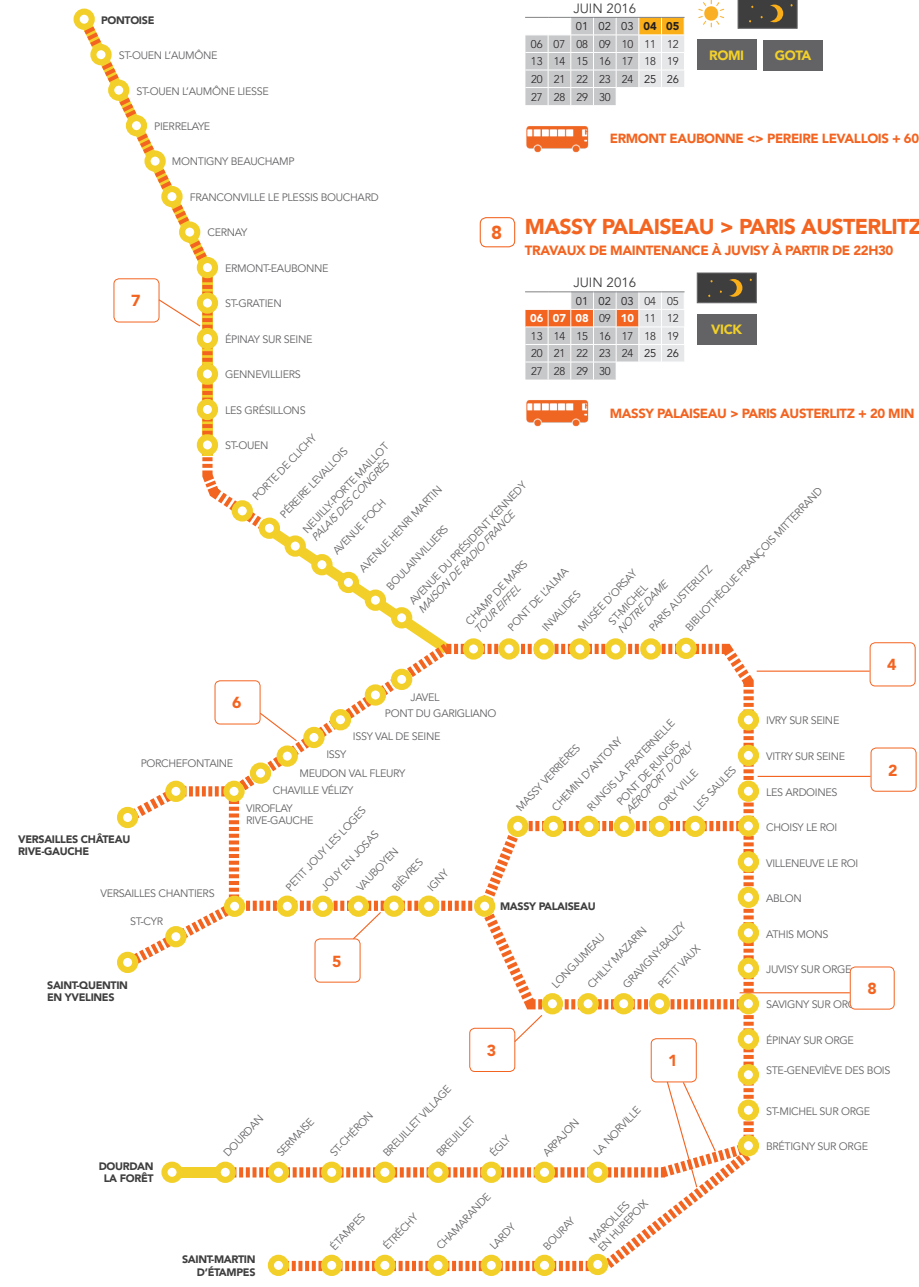 JUIN 2016
01 02 03 04 05
06 07 08 09 10 11 12
13 14 15 16 17 18 19
20 21 22 23 24 25 26
27 28 29 30
ROMI GOTA
ERMONT EAUBONNE <> PEREIRE LEVALLOIS + 60
8 MASSY PALAISEAU > PARIS AUSTERLITZ
TRAVAUX DE MAINTENANCE À JUVISY À PARTIR DE 22H30
JUIN 2016
01 02 03 04 05
06 07 08 09 10 11 12
13 14 15 16 17 18 19
20 21 22 23 24 25 26
27 28 29 30
VICK
MASSY PALAISEAU > PARIS AUSTERLITZ + 20 MIN
PONTOISE
ST-OUEN L'AUMÔNE
ST-OUEN L'AUMÔNE LIESSE
PIERRELAYE
MONTIGNY BEAUCHAMP
FRANCONVILLE LE PLESSIS BOUCHARD
CERNAY
ERMONT-EAUBONNE
7
ST-GRATIEN
ÉPINAY SUR SEINE
GENNEVILLIERS
LES GRÉSILLONS
ST-OUEN
PORTE DE CLICHY
PÉREIRE LEVALLOIS
NEUILLY-PORTE MAILLOT
PALAIS DES CONGRÈS
AVENUE FOCH
AVENUE HENRI MARTIN
BOULAINVILLIERS
AVENUE DU PRÉSIDENT KENNEDY
MAISON DE RADIO FRANCE
CHAMP DE MARS
TOUR EIFFEL
PONT DE L'ALMA
INVALIDES
MUSÉE D'ORSAY
ST-MICHEL
NOTRE DAME
PARIS AUSTERLITZ
BIBLIOTHÈQUE FRANÇOIS MITTERRAND
4
IVRY SUR SEINE
VITRY SUR SEINE
2
LES ARDOINES
CHOISY LE ROI
VILLENEUVE LE ROI
ABLON
ATHIS MONS
JUVISY SUR ORGE
8
SAVIGNY SUR OR
ÉPINAY SUR ORGE
STE-GENEVIÈVE DES BOIS
ST-MICHEL SUR ORGE
BRÉTIGNY SUR ORGE
JAVEL
PONT DU GARIGLIANO
ISSY VAL DE SEINE
6
ISSY
MEUDON VAL FLEURY
CHAVILLE VÉLIZY
VIROFLAY
RIVE-GAUCHE
PORCHEFONTAINE
VERSAILLES CHÂTEAU
RIVE-GAUCHE
VERSAILLES CHANTIERS
ST-CYR
SAINT-QUENTIN
EN YVELINES
PETIT JOUY LES LOGES
JOUY EN JOSAS
VAUBOYEN
BIÈVRES
IGNY
5
MASSY PALAISEAU
MASSY VERRIÈRES
CHEMIN D'ANTONY
RUNGIS LA FRATERNELLE
PONT DE RUNGIS
AÉROPORT D'ORLY
ORLY VILLE
LES SAULES
LONGJUMEAU
CHILLY MAZARIN
GRAVIGNY-BALIZY
PETIT VAUX
3
1
DOURDAN
LA FORÊT
DOURDAN
SERMAISE
ST-CHÉRON
BREUILLET VILLAGE
BREUILLET
ÉGLY
ARPAJON
LA NORVILLE
SAINT-MARTIN
D'ÉTAMPES
ÉTAMPES
ÉTRÉCHY
CHAMARANDE
LARDY
BOURAY
MAROLLES
EN HUREPOIX